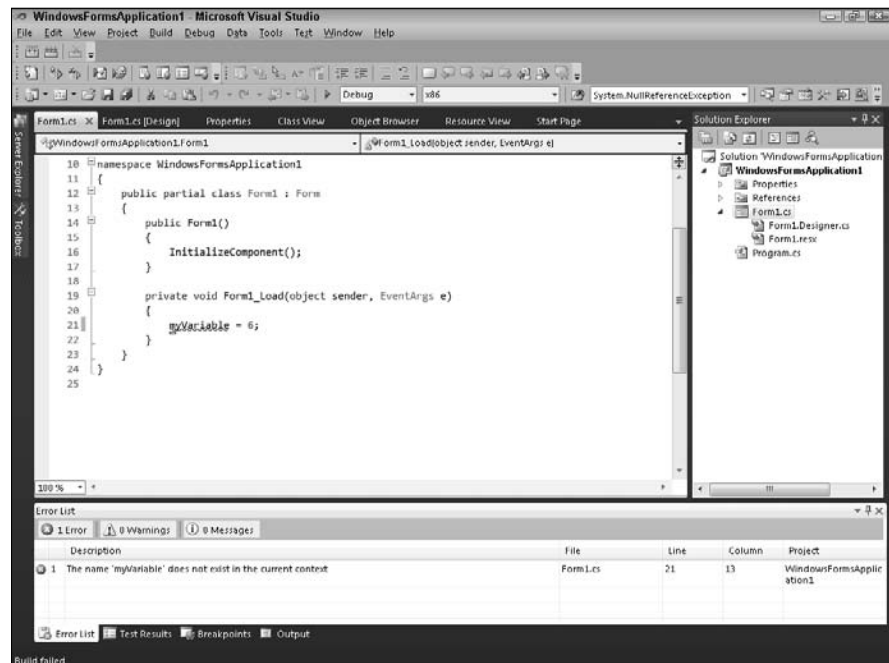 WindowsFormsApplication1 - Microsoft Visual Studio
File Edit View Project Build Debug Data Tools Test Window Help
Debug x86 System.NullReferenceException
Form1.cs Form1.cs [Design] Properties Class View Object Browser Resource View Start Page
WindowsFormsApplication1.Form1 Form1_Load(object sender, EventArgs e)
Server Explorer
Toolbox
10 namespace WindowsFormsApplication1
11 {
12 public partial class Form1 : Form
13 {
14 public Form1()
15 {
16 InitializeComponent();
17 }
18
19 private void Form1_Load(object sender, EventArgs e)
20 {
21 myVariable = 6;
22 }
23 }
24 }
25
100 %
Solution Explorer
Solution 'WindowsFormsApplication
WindowsFormsApplication1
Properties
References
Form1.cs
Form1.Designer.cs
Form1.resx
Program.cs
Error List
1 Error 0 Warnings 0 Messages
Description File Line Column Project
1 The name 'myVariable' does not exist in the current context Form1.cs 21 13 WindowsFormsApplic
ation1
Error List Test Results Breakpoints Output
Build failed